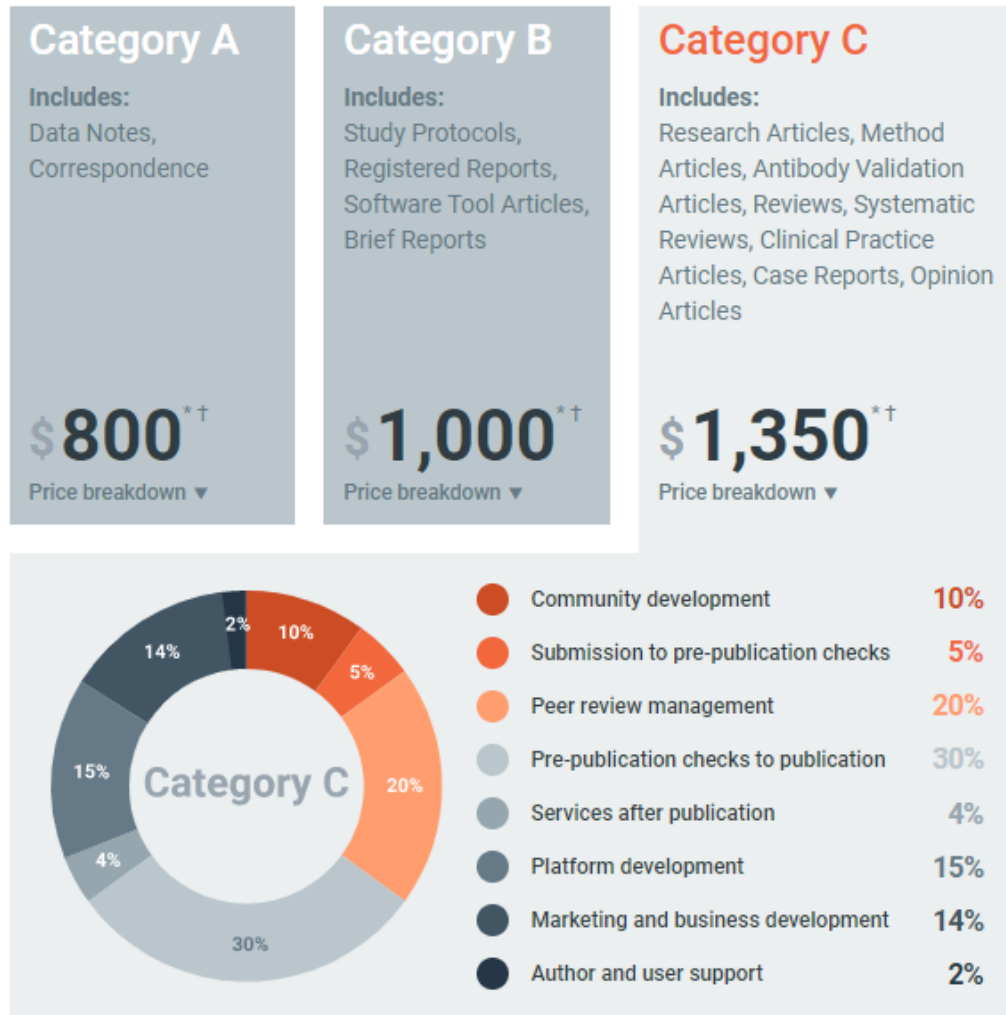 Category A
Includes:
Data Notes,
Correspondence
$800*†
Price breakdown ▼
Category B
Includes:
Study Protocols,
Registered Reports,
Software Tool Articles,
Brief Reports
$1,000*†
Price breakdown ▼
Category C
Includes:
Research Articles, Method
Articles, Antibody Validation
Articles, Reviews, Systematic
Reviews, Clinical Practice
Articles, Case Reports, Opinion
Articles
$1,350*†
Price breakdown ▼
2%
10%
14%
5%
15%
Category C
20%
4%
30%
Community development 10%
Submission to pre-publication checks 5%
Peer review management 20%
Pre-publication checks to publication 30%
Services after publication 4%
Platform development 15%
Marketing and business development 14%
Author and user support 2%